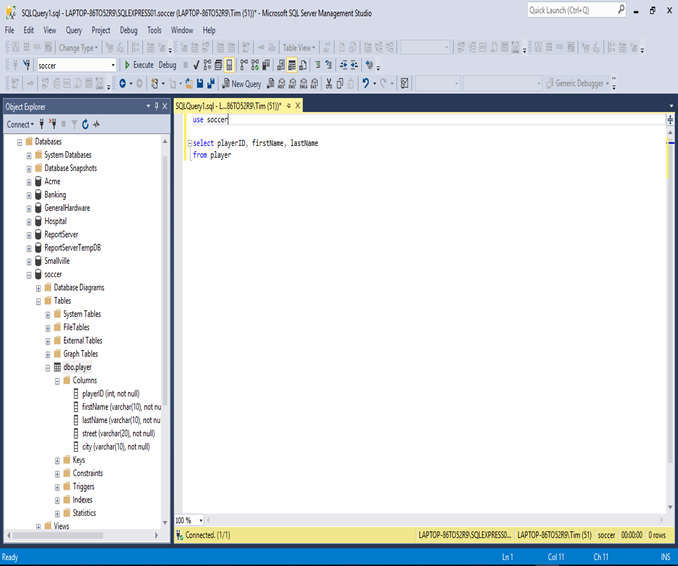 SQLQuery1.sql - LAPTOP-86TO52R9\SQLEXPRESS01.soccer (LAPTOP-86TO52R9\Tim (51))* - Microsoft SQL Server Management Studio
Quick Launch (Ctrl+Q)
File Edit View Query Project Debug Tools Window Help
Change Type
Table View
soccer
Execute Debug
New Query
Generic Debugger
Object Explorer
SQLQuery1.sql - L...86TO52R9\Tim (51))*
Connect
Databases
System Databases
Database Snapshots
Acme
Banking
GeneralHardware
Hospital
ReportServer
ReportServerTempDB
Smallville
soccer
Database Diagrams
Tables
System Tables
FileTables
External Tables
Graph Tables
dbo.player
Columns
playerID (int, not null)
firstName (varchar(10), not nu
lastName (varchar(10), not nu
street (varchar(20), not null)
city (varchar(10), not null)
Keys
Constraints
Triggers
Indexes
Statistics
Views
use soccer
select playerID, firstName, lastName
from player
100 %
Connected. (1/1)
LAPTOP-86TO52R9\SQLEXPRESS0... LAPTOP-86TO52R9\Tim (51) soccer 00:00:00 0 rows
Ready
Ln 1 Col 11 Ch 11 INS